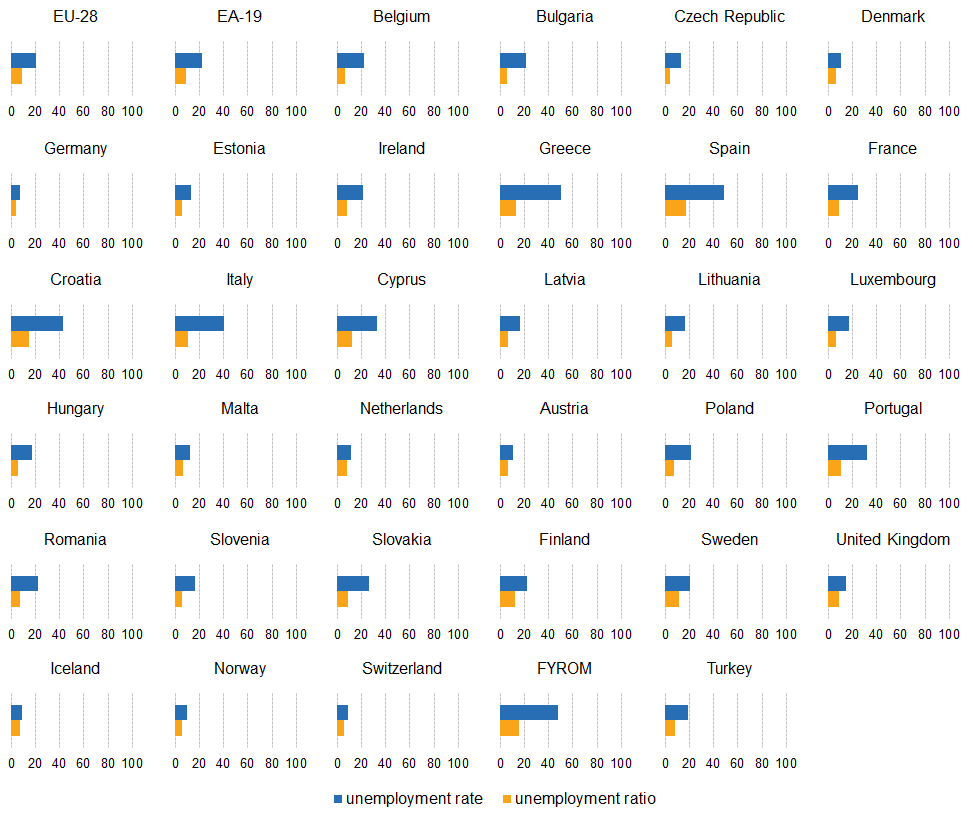 EU-28 EA-19 Belgium Bulgaria Czech Republic Denmark
0 20 40 60 80 100 0 20 40 60 80 100 0 20 40 60 80 100 0 20 40 60 80 100 0 20 40 60 80 100 0 20 40 60 80 100
Germany Estonia Ireland Greece Spain France
0 20 40 60 80 100 0 20 40 60 80 100 0 20 40 60 80 100 0 20 40 60 80 100 0 20 40 60 80 100 0 20 40 60 80 100
Croatia Italy Cyprus Latvia Lithuania Luxembourg
0 20 40 60 80 100 0 20 40 60 80 100 0 20 40 60 80 100 0 20 40 60 80 100 0 20 40 60 80 100 0 20 40 60 80 100
Hungary Malta Netherlands Austria Poland Portugal
0 20 40 60 80 100 0 20 40 60 80 100 0 20 40 60 80 100 0 20 40 60 80 100 0 20 40 60 80 100 0 20 40 60 80 100
Romania Slovenia Slovakia Finland Sweden United Kingdom
0 20 40 60 80 100 0 20 40 60 80 100 0 20 40 60 80 100 0 20 40 60 80 100 0 20 40 60 80 100 0 20 40 60 80 100
Iceland Norway Switzerland FYROM Turkey
0 20 40 60 80 100 0 20 40 60 80 100 0 20 40 60 80 100 0 20 40 60 80 100 0 20 40 60 80 100
unemployment rate unemployment ratio